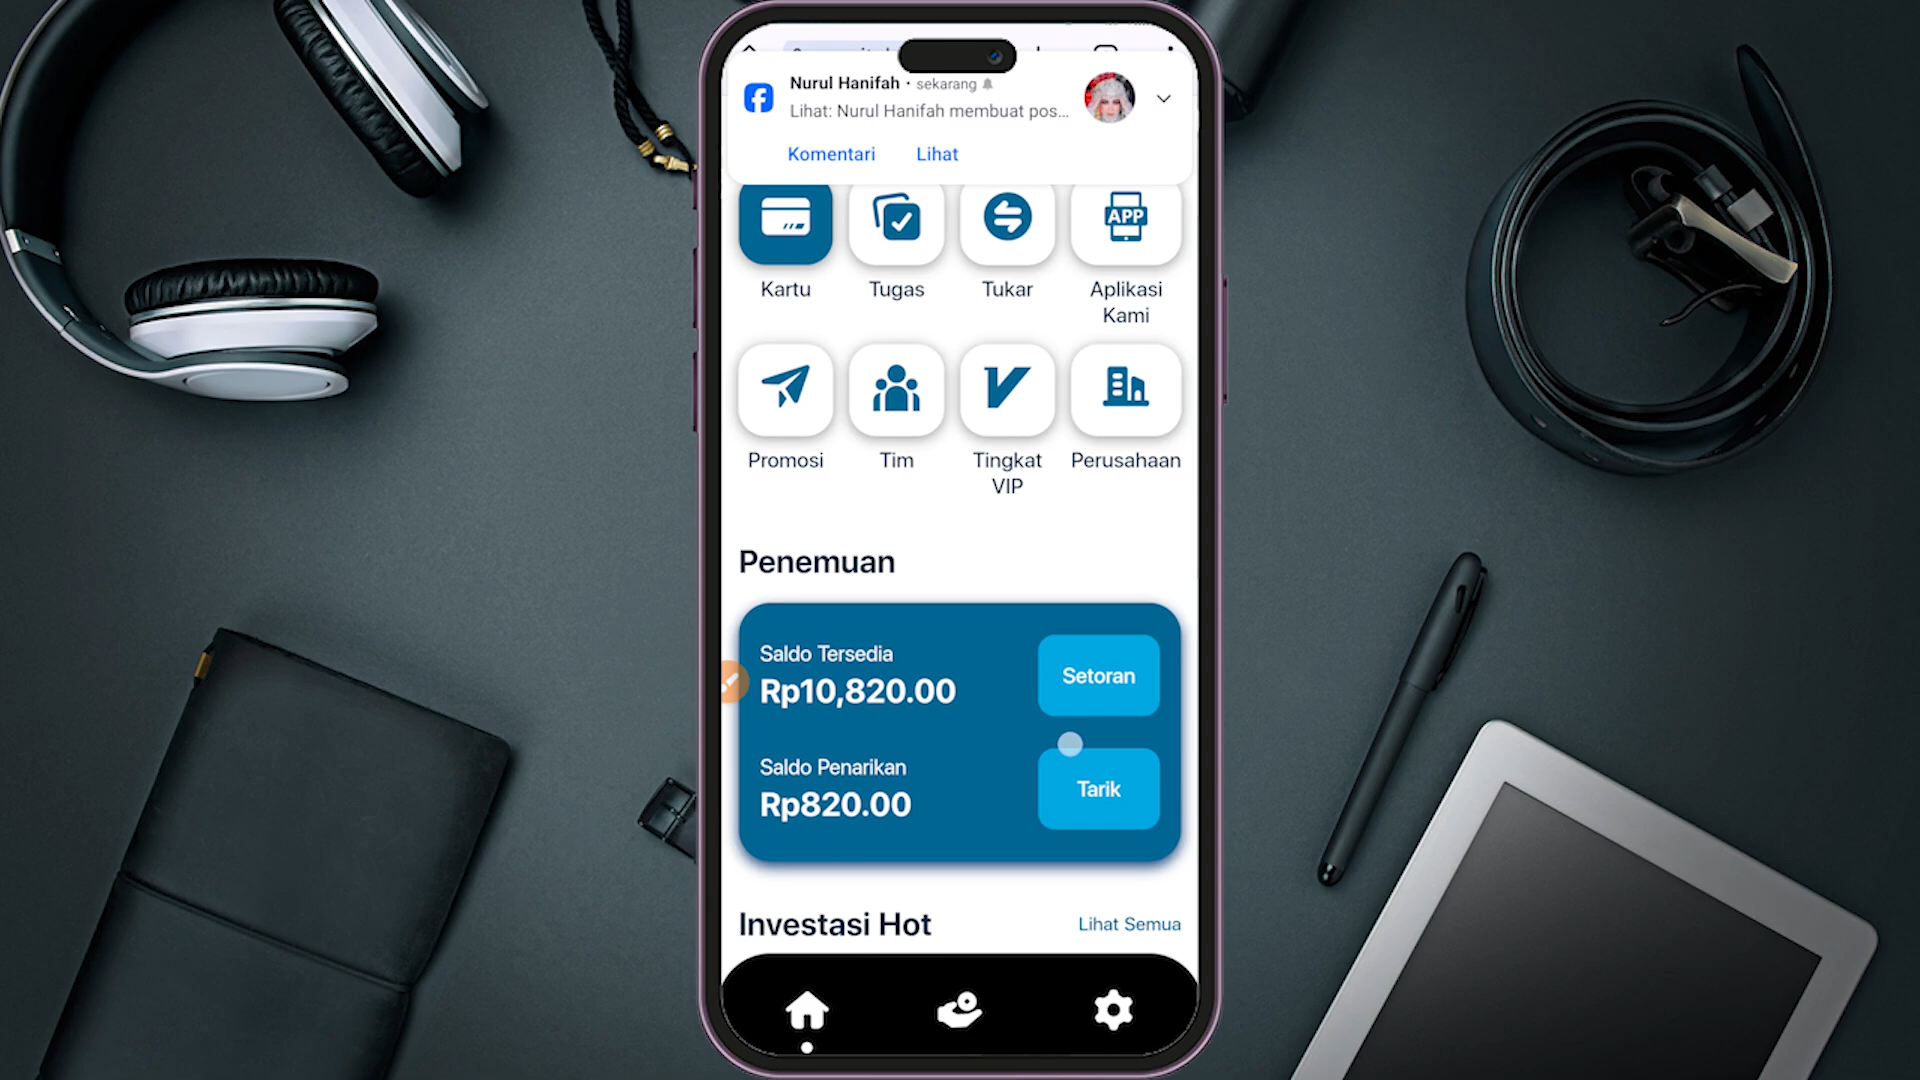 Nurul Hanifah • sekarang
Lihat: Nurul Hanifah membuat pos...
Komentari Lihat
APP
Kartu Tugas Tukar Aplikasi
Kami
Promosi Tim Tingkat Perusahaan
VIP
Penemuan
Saldo Tersedia
Rp10,820.00
Setoran
Saldo Penarikan
Rp820.00
Tarik
Investasi Hot Lihat Semua